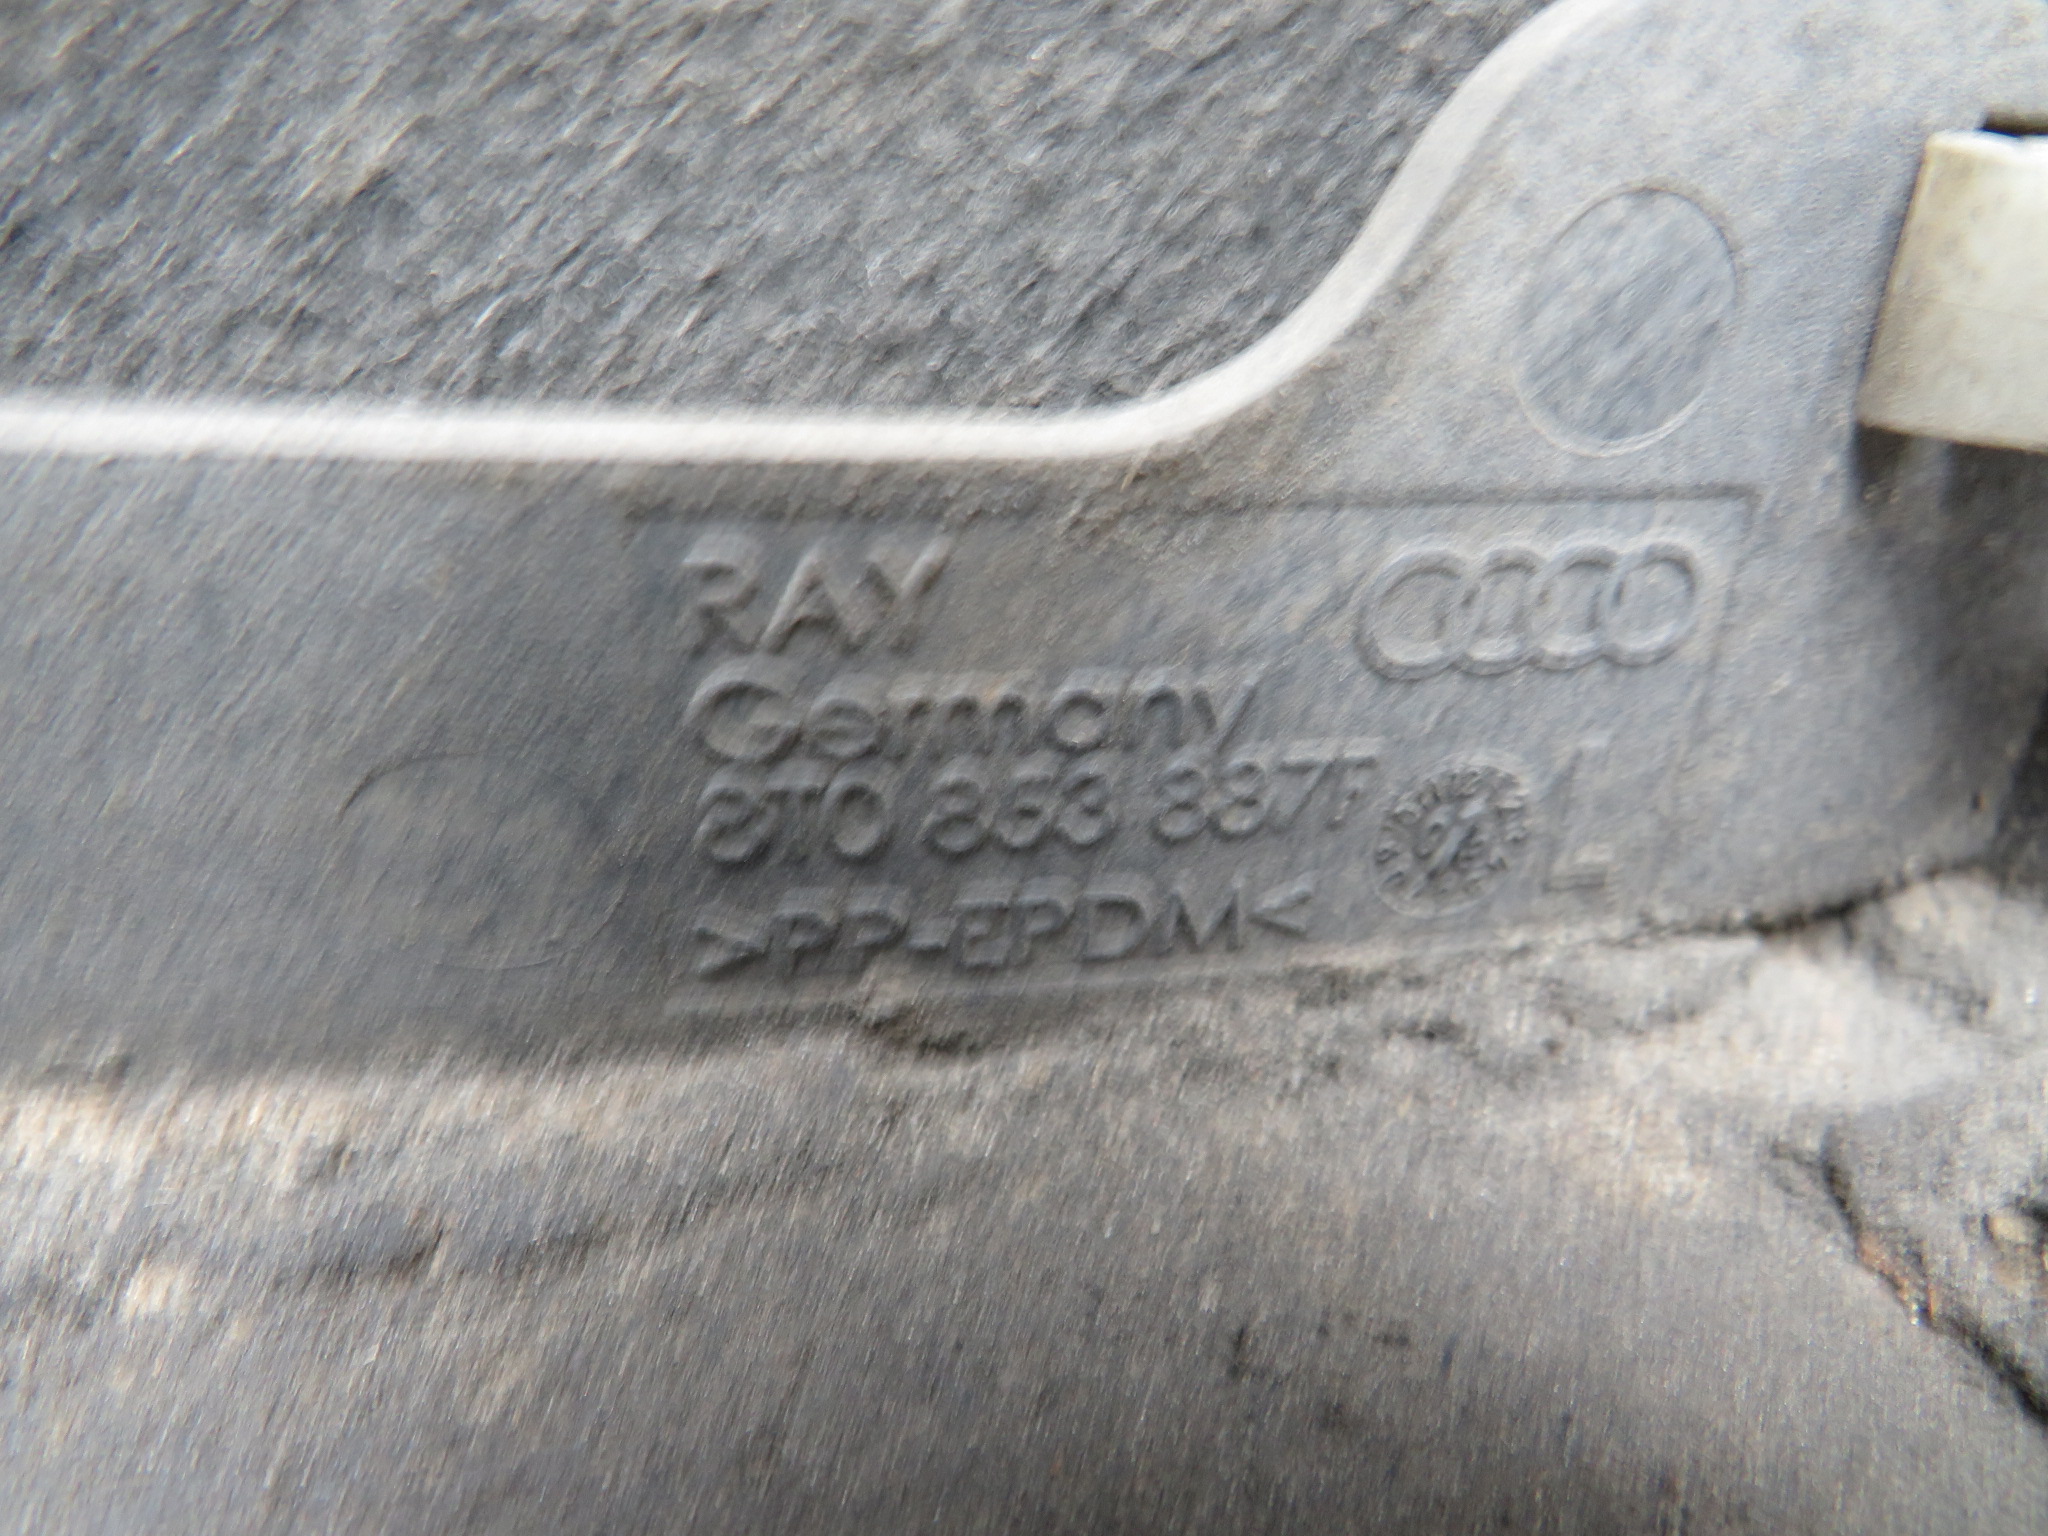 RAY
Germany
8T0 863 887F L
>PP-EPDM<